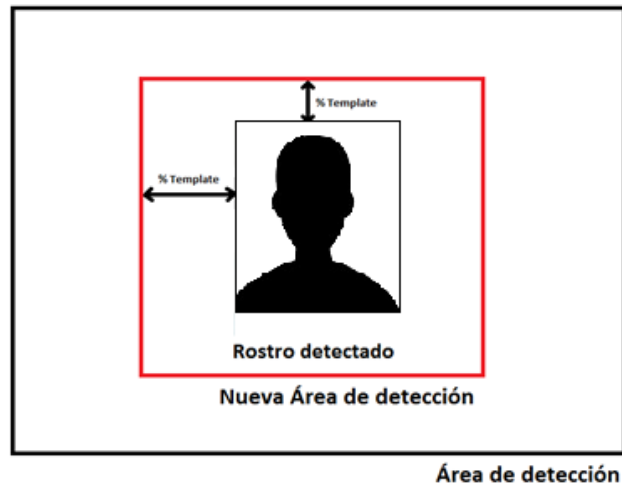 % Template
% Template
Rostro detectado
Nueva Área de detección
Área de detección